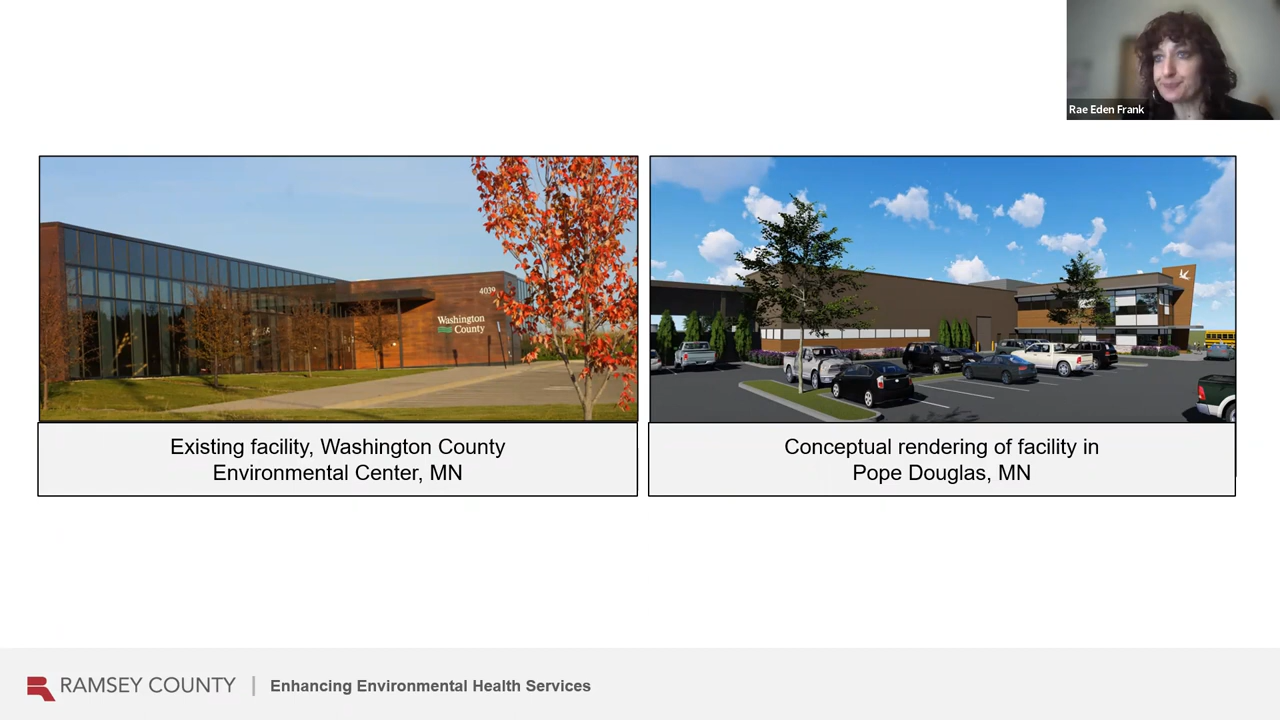 Rae Eden Frank
4039
Washington
County
Existing facility, Washington County
Environmental Center, MN
Conceptual rendering of facility in
Pope Douglas, MN
RAMSEY COUNTY | Enhancing Environmental Health Services